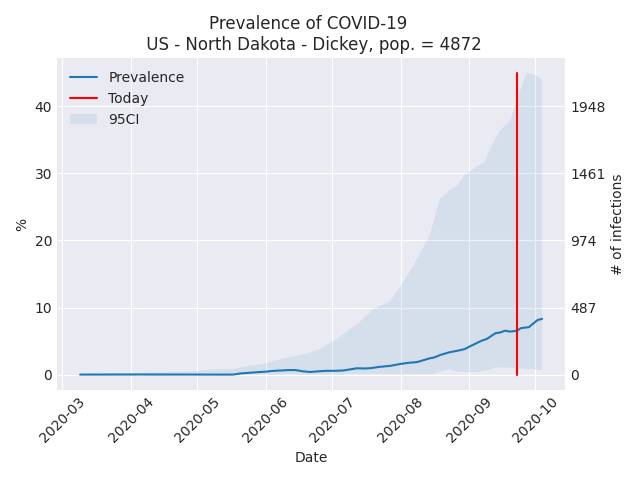 Prevalence of COVID-19
US - North Dakota - Dickey, pop. = 4872
Prevalence
Today
95CI
40
30
20
10
0
%
1948
1461
974
487
0
# of infections
2020-03
2020-04
2020-05
2020-06
2020-07
2020-08
2020-09
2020-10
Date